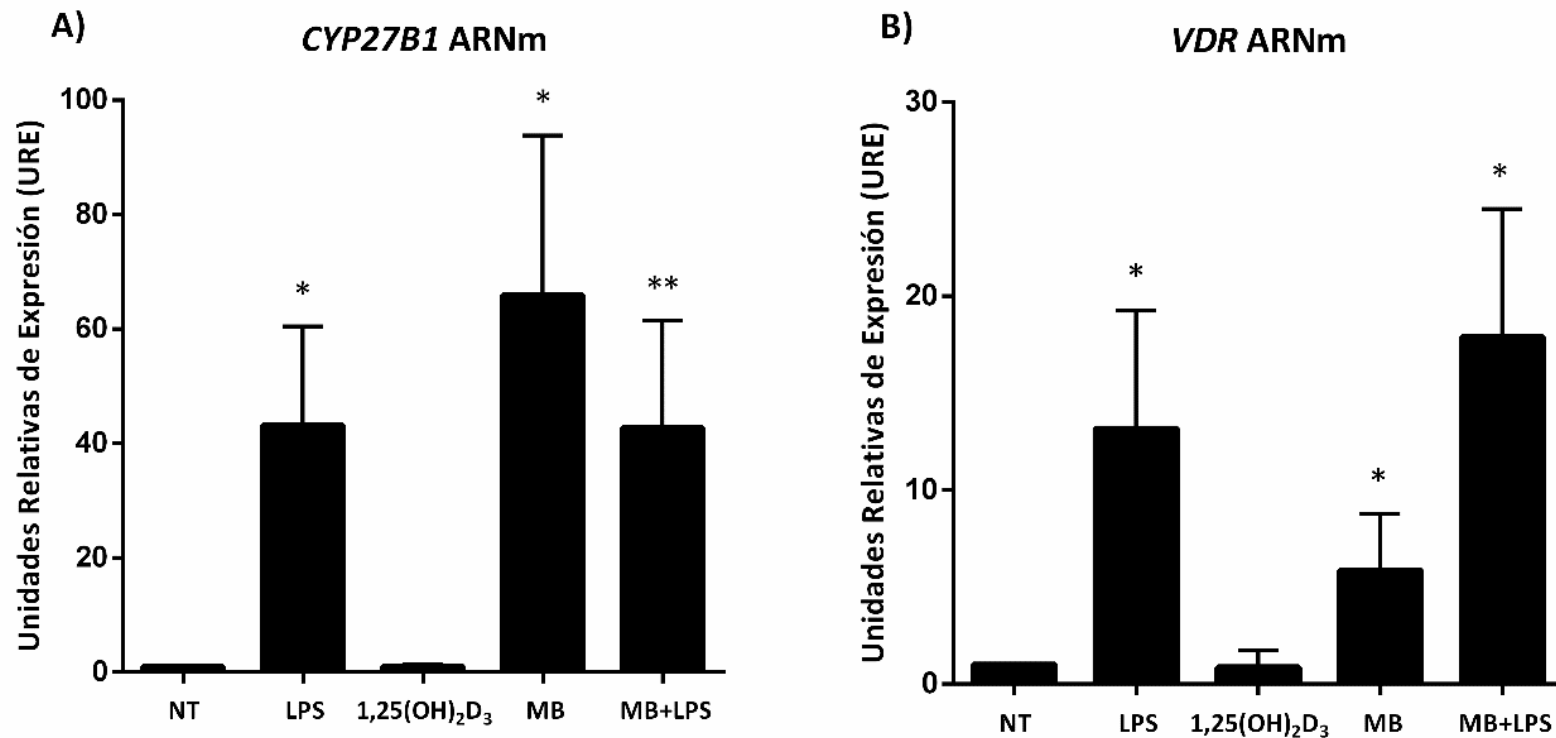 A)
CYP27B1 ARNm
Unidades Relativas de Expresión (URE)
100
80
60
40
20
0
*
*
**
NT LPS 1,25(OH)₂D₃ MB MB+LPS
B)
VDR ARNm
Unidades Relativas de Expresión (URE)
30
20
10
0
*
*
*
NT LPS 1,25(OH)₂D₃ MB MB+LPS